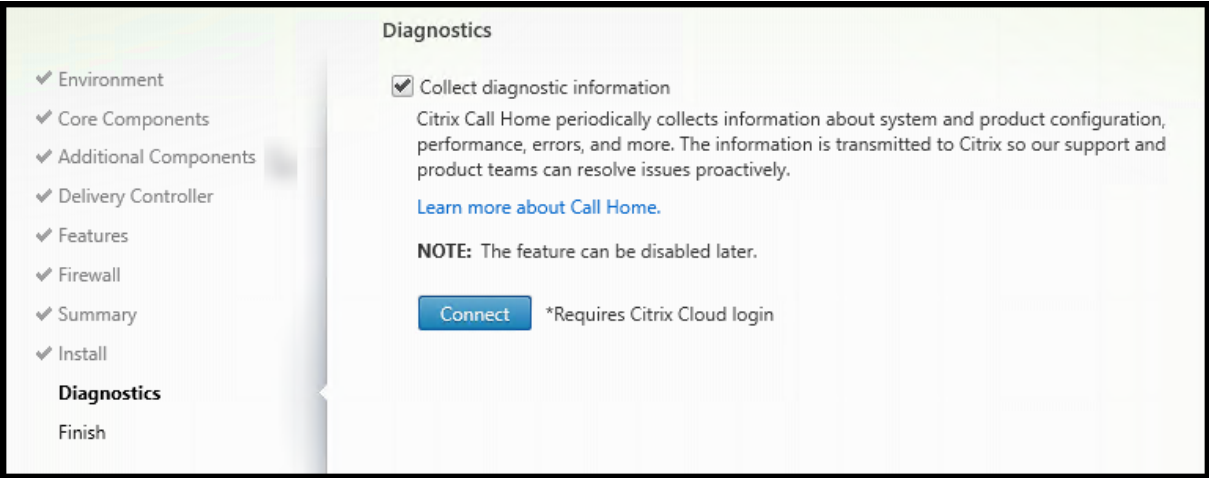 Diagnostics
Environment
Core Components
Additional Components
Delivery Controller
Features
Firewall
Summary
Install
Diagnostics
Finish
Collect diagnostic information
Citrix Call Home periodically collects information about system and product configuration,
performance, errors, and more. The information is transmitted to Citrix so our support and
product teams can resolve issues proactively.
Learn more about Call Home.
NOTE: The feature can be disabled later.
Connect *Requires Citrix Cloud login